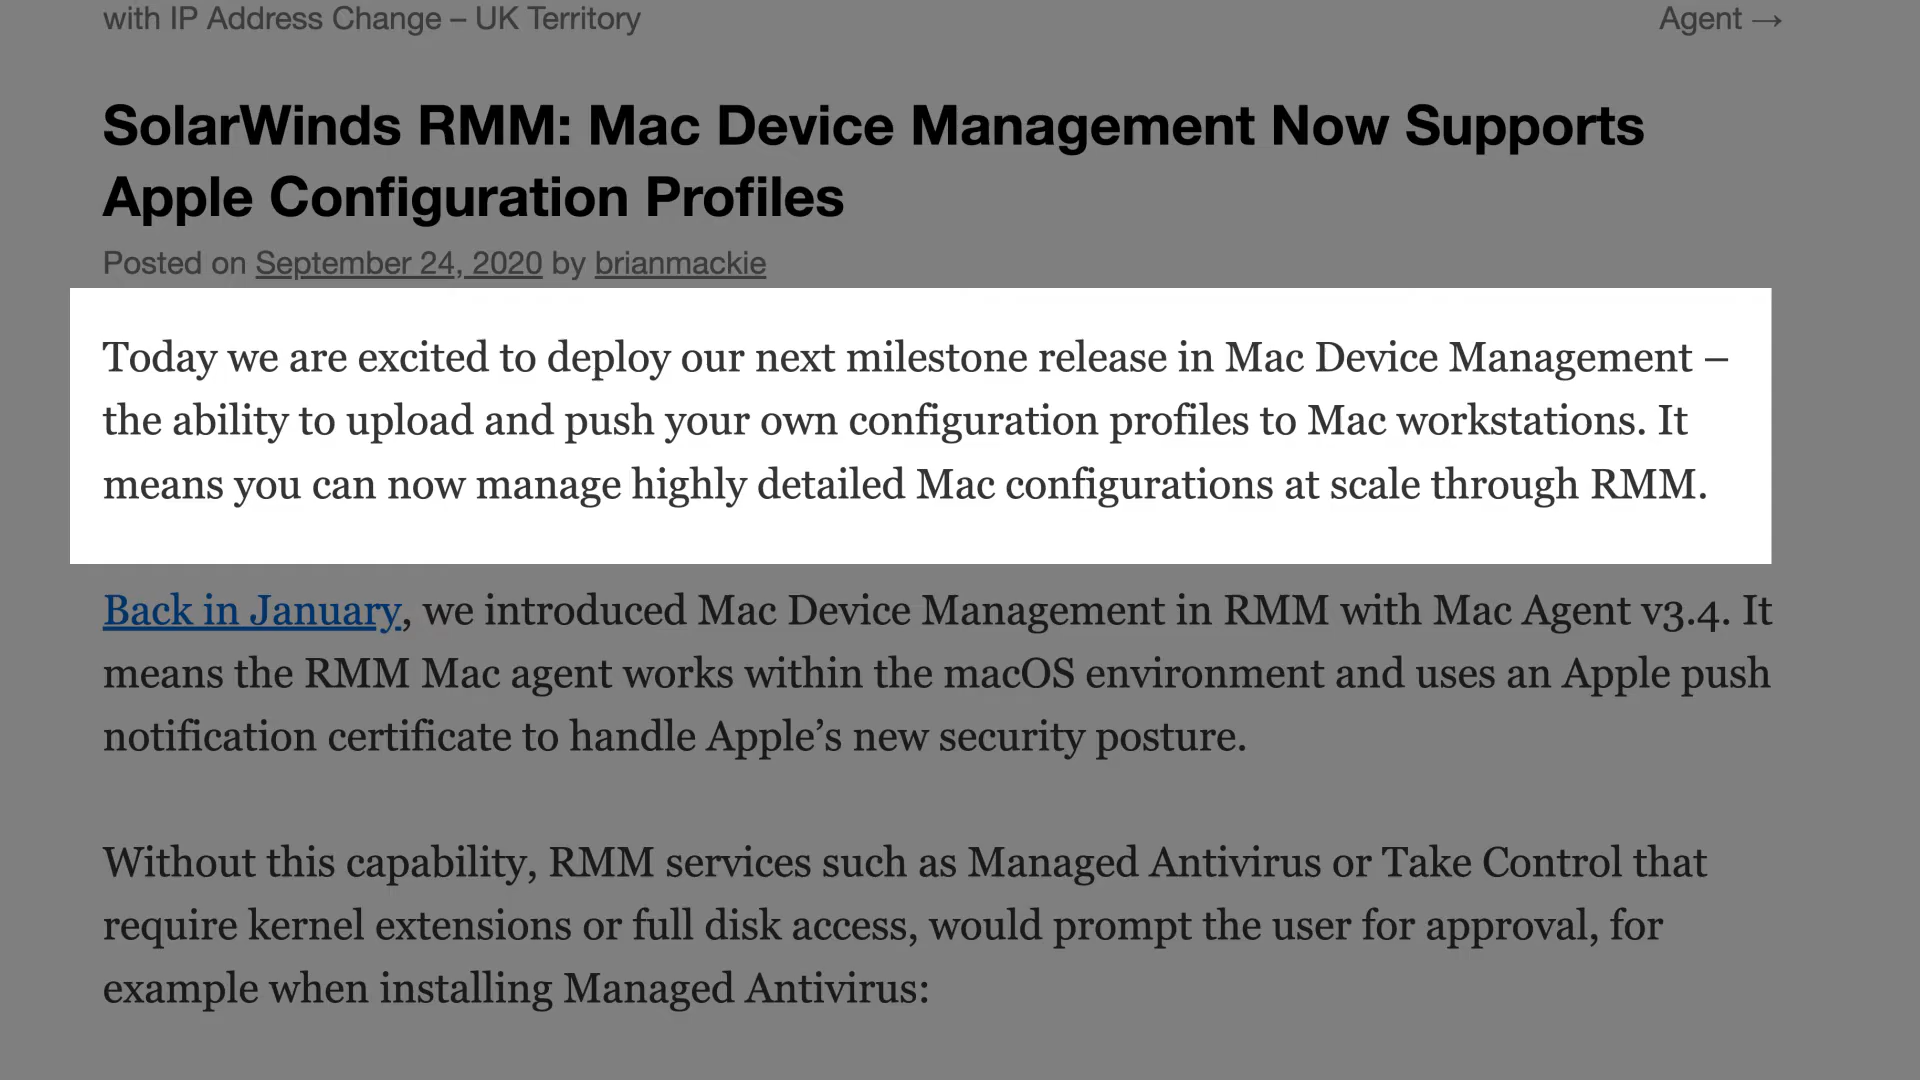 with IP Address Change – UK Territory
Agent →
SolarWinds RMM: Mac Device Management Now Supports
Apple Configuration Profiles
Posted on September 24, 2020 by brianmackie
Today we are excited to deploy our next milestone release in Mac Device Management –
the ability to upload and push your own configuration profiles to Mac workstations. It
means you can now manage highly detailed Mac configurations at scale through RMM.
Back in January, we introduced Mac Device Management in RMM with Mac Agent v3.4. It
means the RMM Mac agent works within the macOS environment and uses an Apple push
notification certificate to handle Apple’s new security posture.
Without this capability, RMM services such as Managed Antivirus or Take Control that
require kernel extensions or full disk access, would prompt the user for approval, for
example when installing Managed Antivirus: